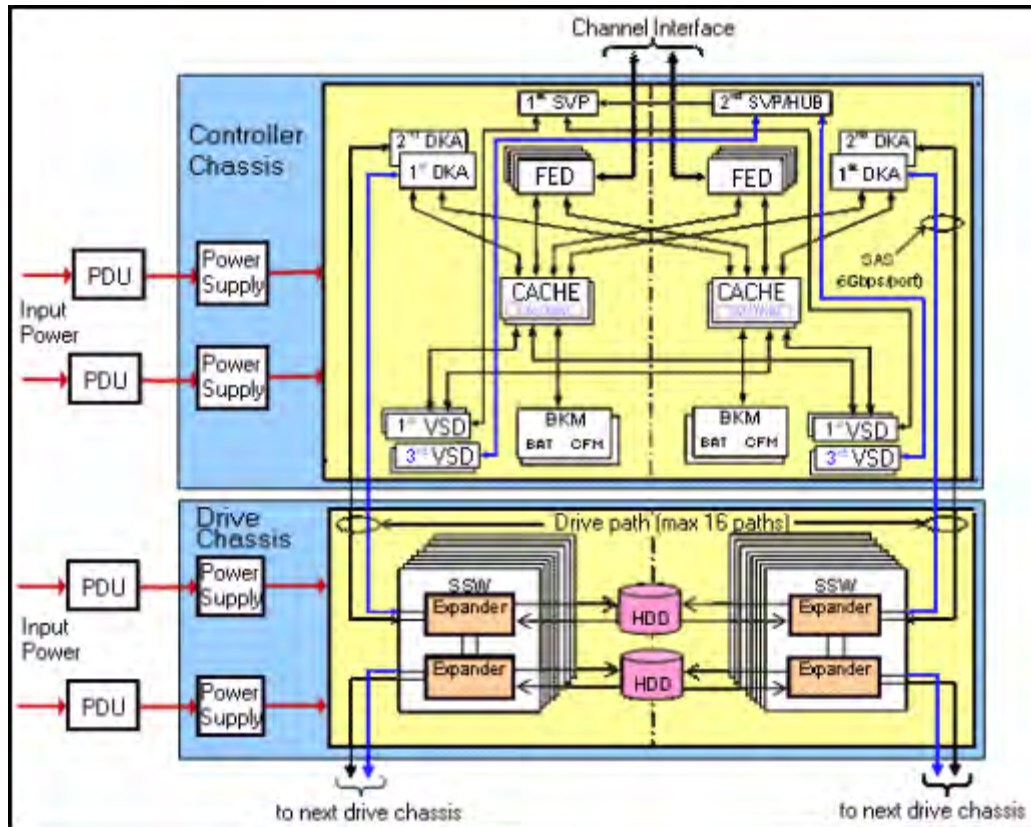 Channel Interface
Controller
Chassis
1st SVP
2nd SVP/HUB
2nd DKA
1st DKA
FED
FED
2nd DKA
1st DKA
SAS
6Gbps/port)
Input
Power
PDU
Power
Supply
PDU
Power
Supply
CACHE
CACHE
1st VSD
3rd VSD
BKM
BAT CFM
BKM
BAT CFM
1st VSD
3rd VSD
Drive
Chassis
Drive path (max 16 paths)
Input
Power
PDU
Power
Supply
PDU
Power
Supply
SSW
Expander
Expander
HDD
HDD
SSW
Expander
Expander
to next drive chassis
to next drive chassis